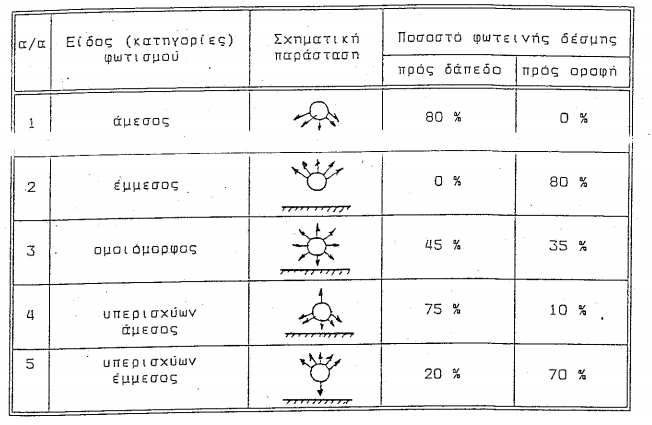 α/α Είδος (κατηγορίες) φωτισμού Σχηματική παράσταση Ποσοστό φωτεινής δέσμης
πρός δάπεδο πρός οροφή
1 άμεσος 80 % 0 %
2 έμμεσος 0 % 80 %
3 ομοιόμορφος 45 % 35 %
4 υπερισχύων άμεσος 75 % 10 %
5 υπερισχύων έμμεσος 20 % 70 %